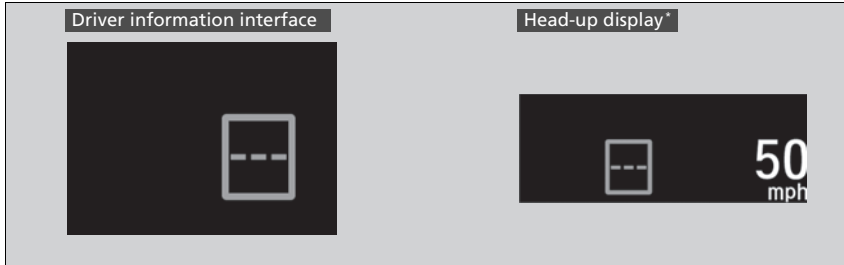 Driver information interface
Head-up display*
---
---
50
mph